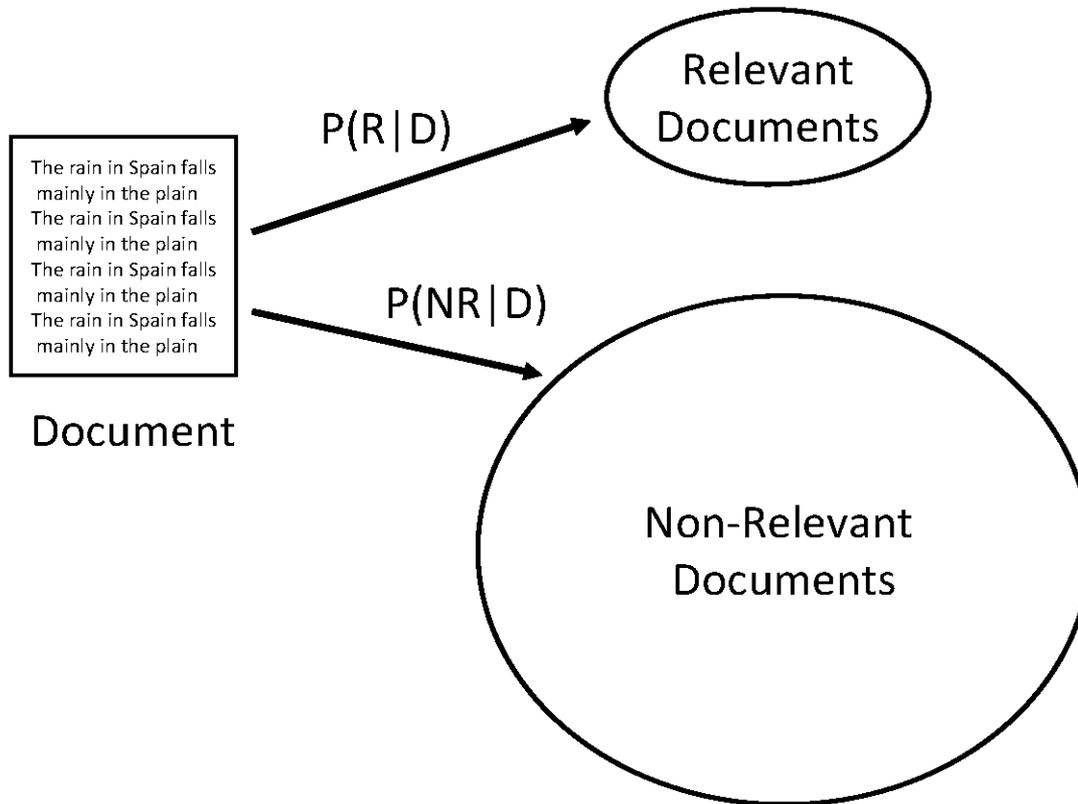 Relevant
Documents
P(R|D)
The rain in Spain falls
mainly in the plain
The rain in Spain falls
mainly in the plain
The rain in Spain falls
mainly in the plain
The rain in Spain falls
mainly in the plain
P(NR|D)
Document
Non-Relevant
Documents